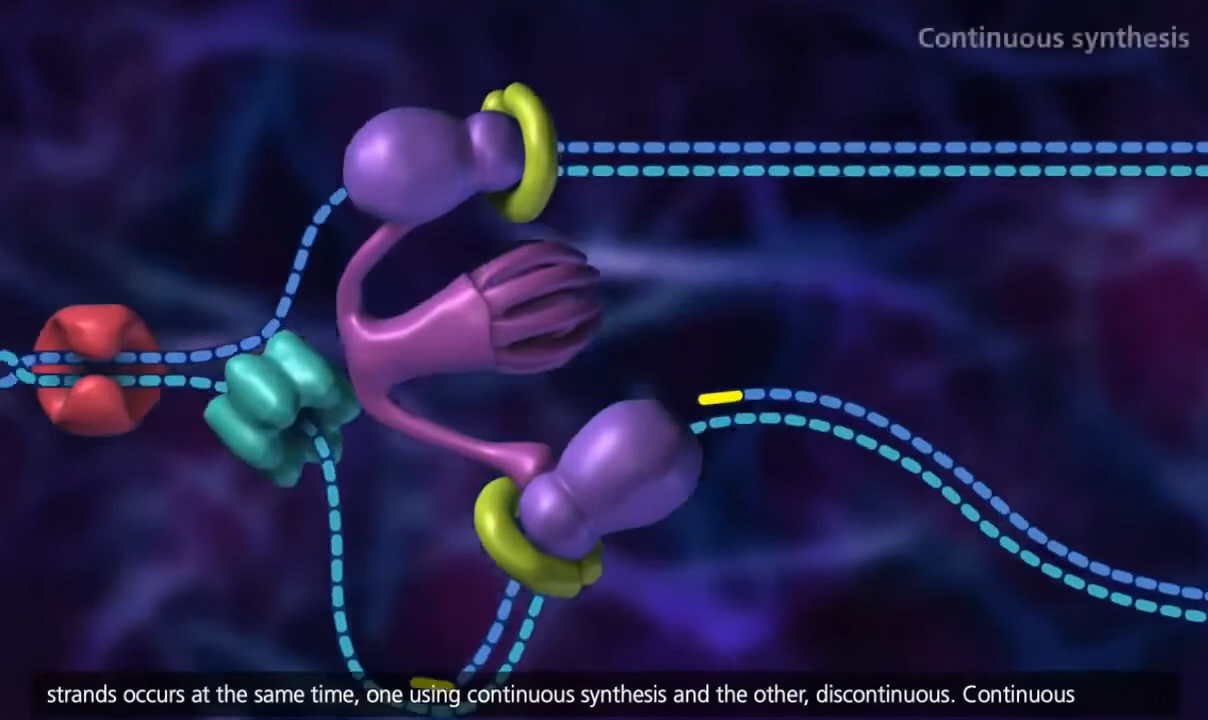 Continuous synthesis
strands occurs at the same time, one using continuous synthesis and the other, discontinuous. Continuous